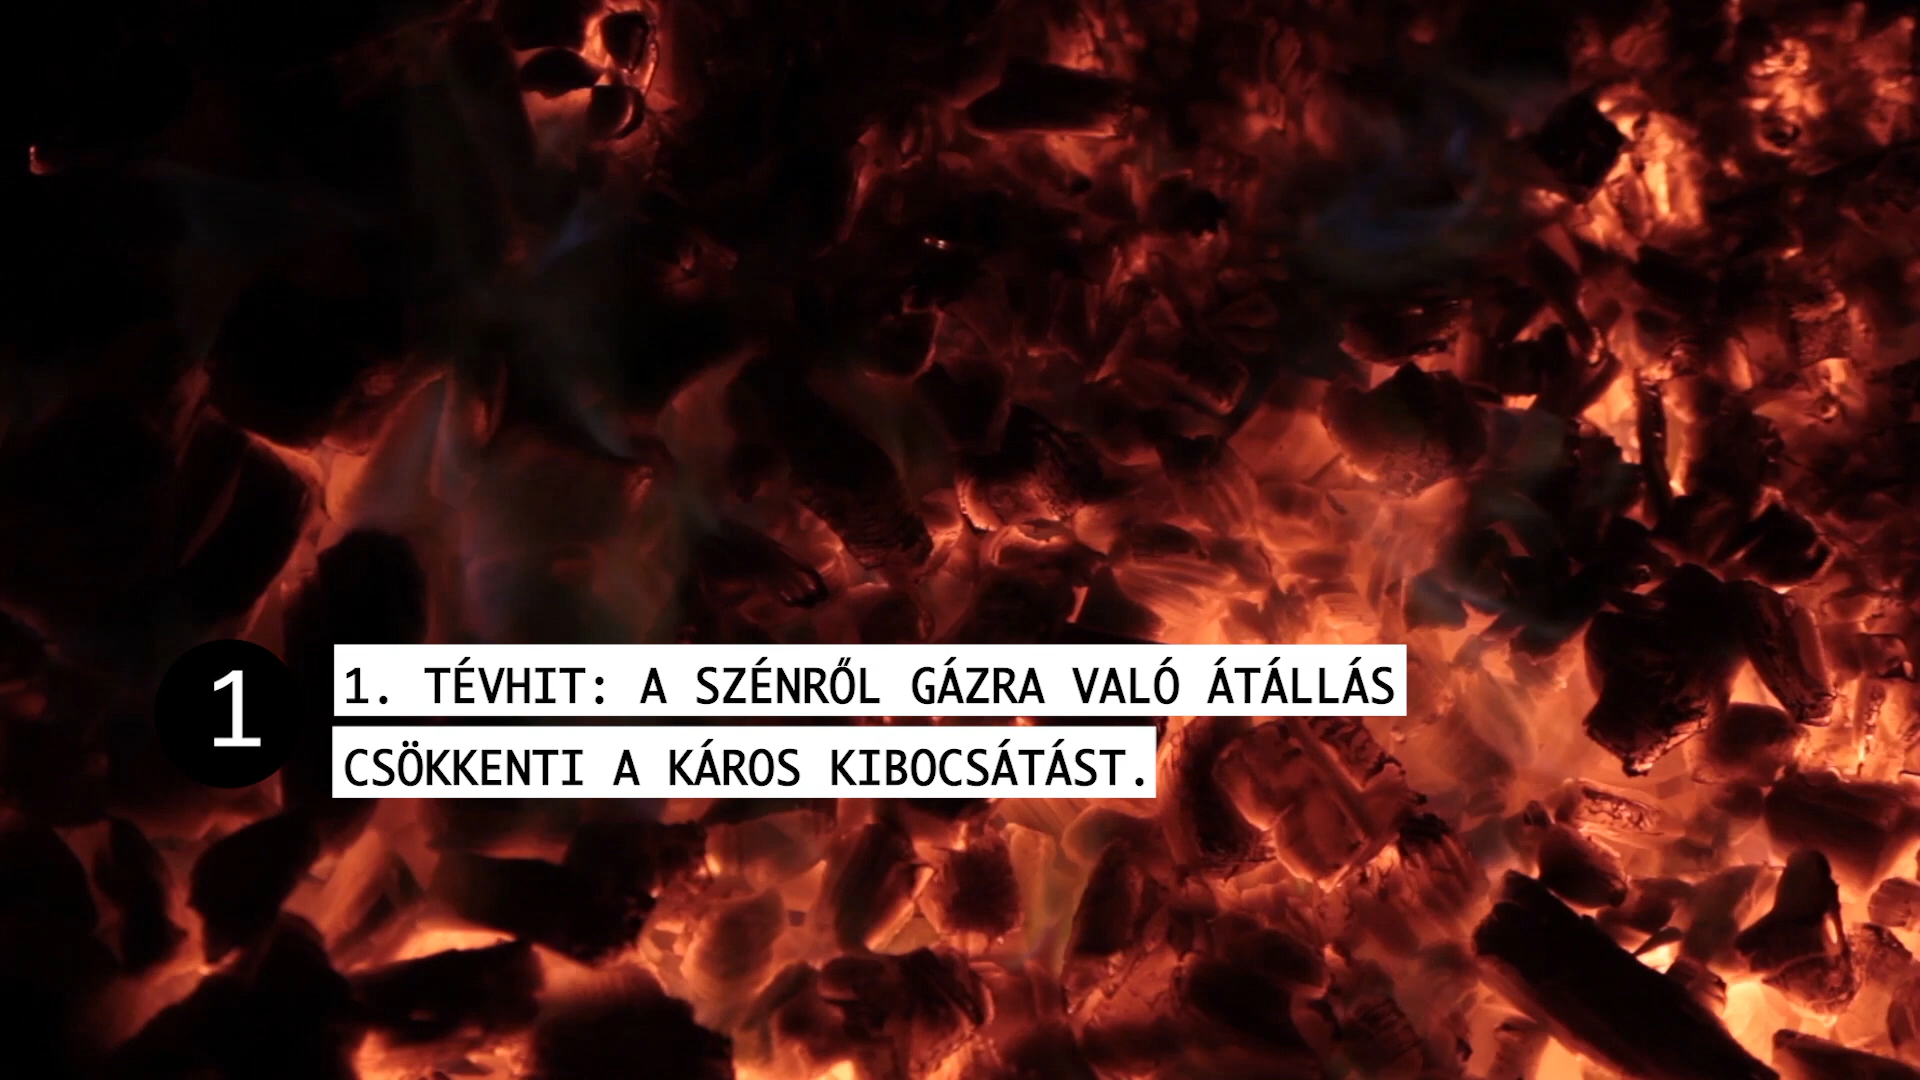 1
1. TÉVHIT: A SZÉNRŐL GÁZRA VALÓ ÁTÁLLÁS
CSÖKKENTI A KÁROS KIBOCSÁTÁST.